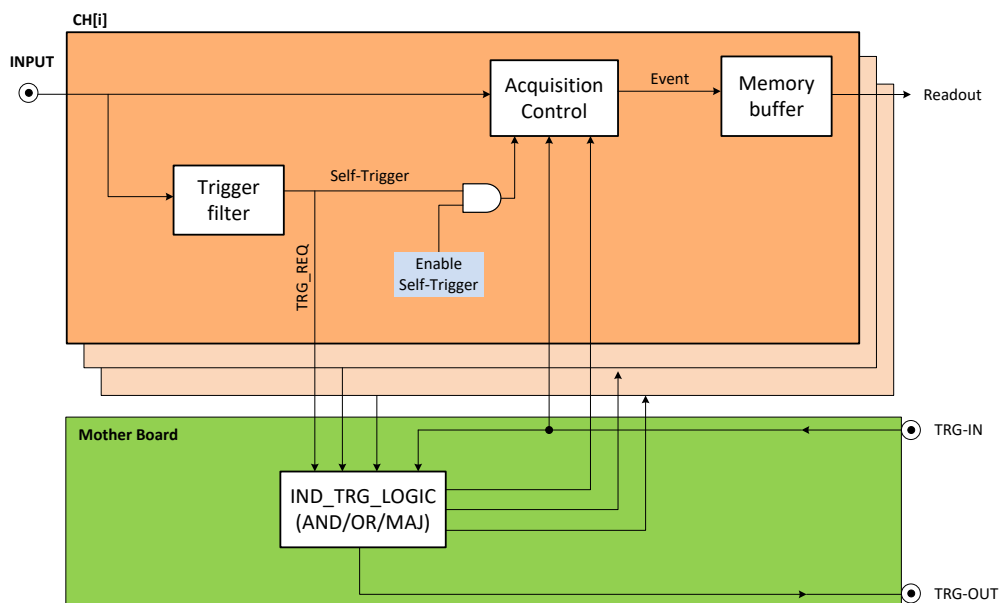 CH[i]
INPUT
Acquisition
Control
Event
Memory
buffer
Readout
Trigger
filter
Self-Trigger
TRG_REQ
Enable
Self-Trigger
Mother Board
TRG-IN
IND_TRG_LOGIC
(AND/OR/MAJ)
TRG-OUT